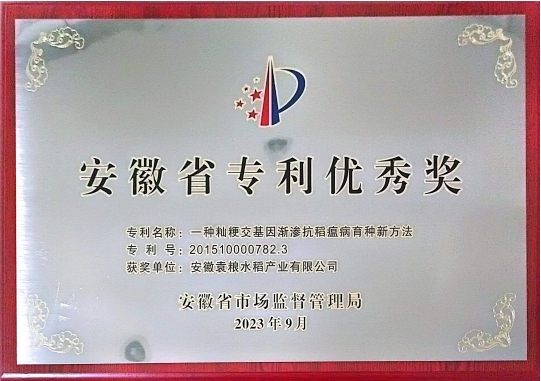 安徽省专利优秀奖
专利名称：一种籼粳交基因渐渗抗稻瘟病育种新方法
专 利 号：201510000782.3
获奖单位：安徽袁粮水稻产业有限公司
安徽省市场监督管理局
2023年9月